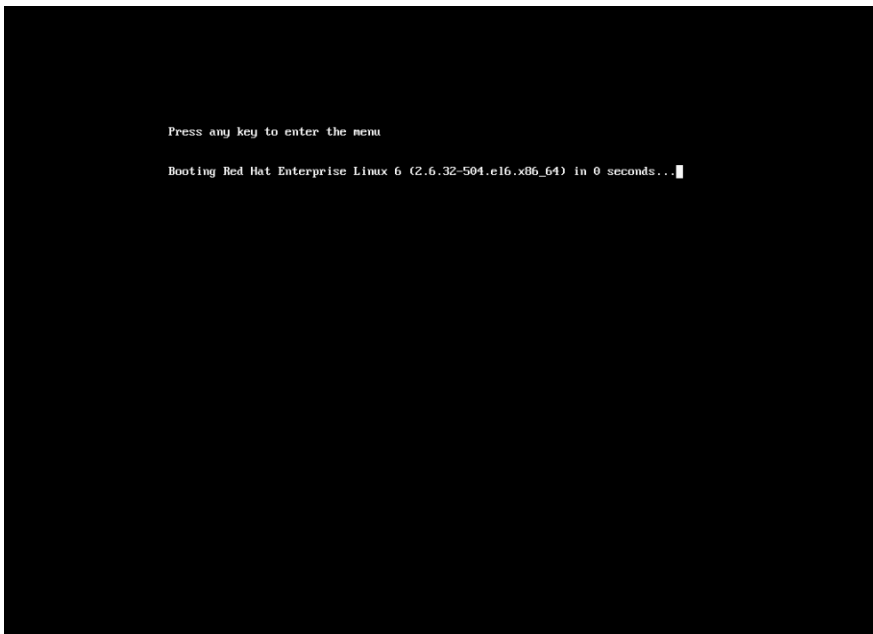 Press any key to enter the menu
Booting Red Hat Enterprise Linux 6 (2.6.32-504.el6.x86_64) in 0 seconds...